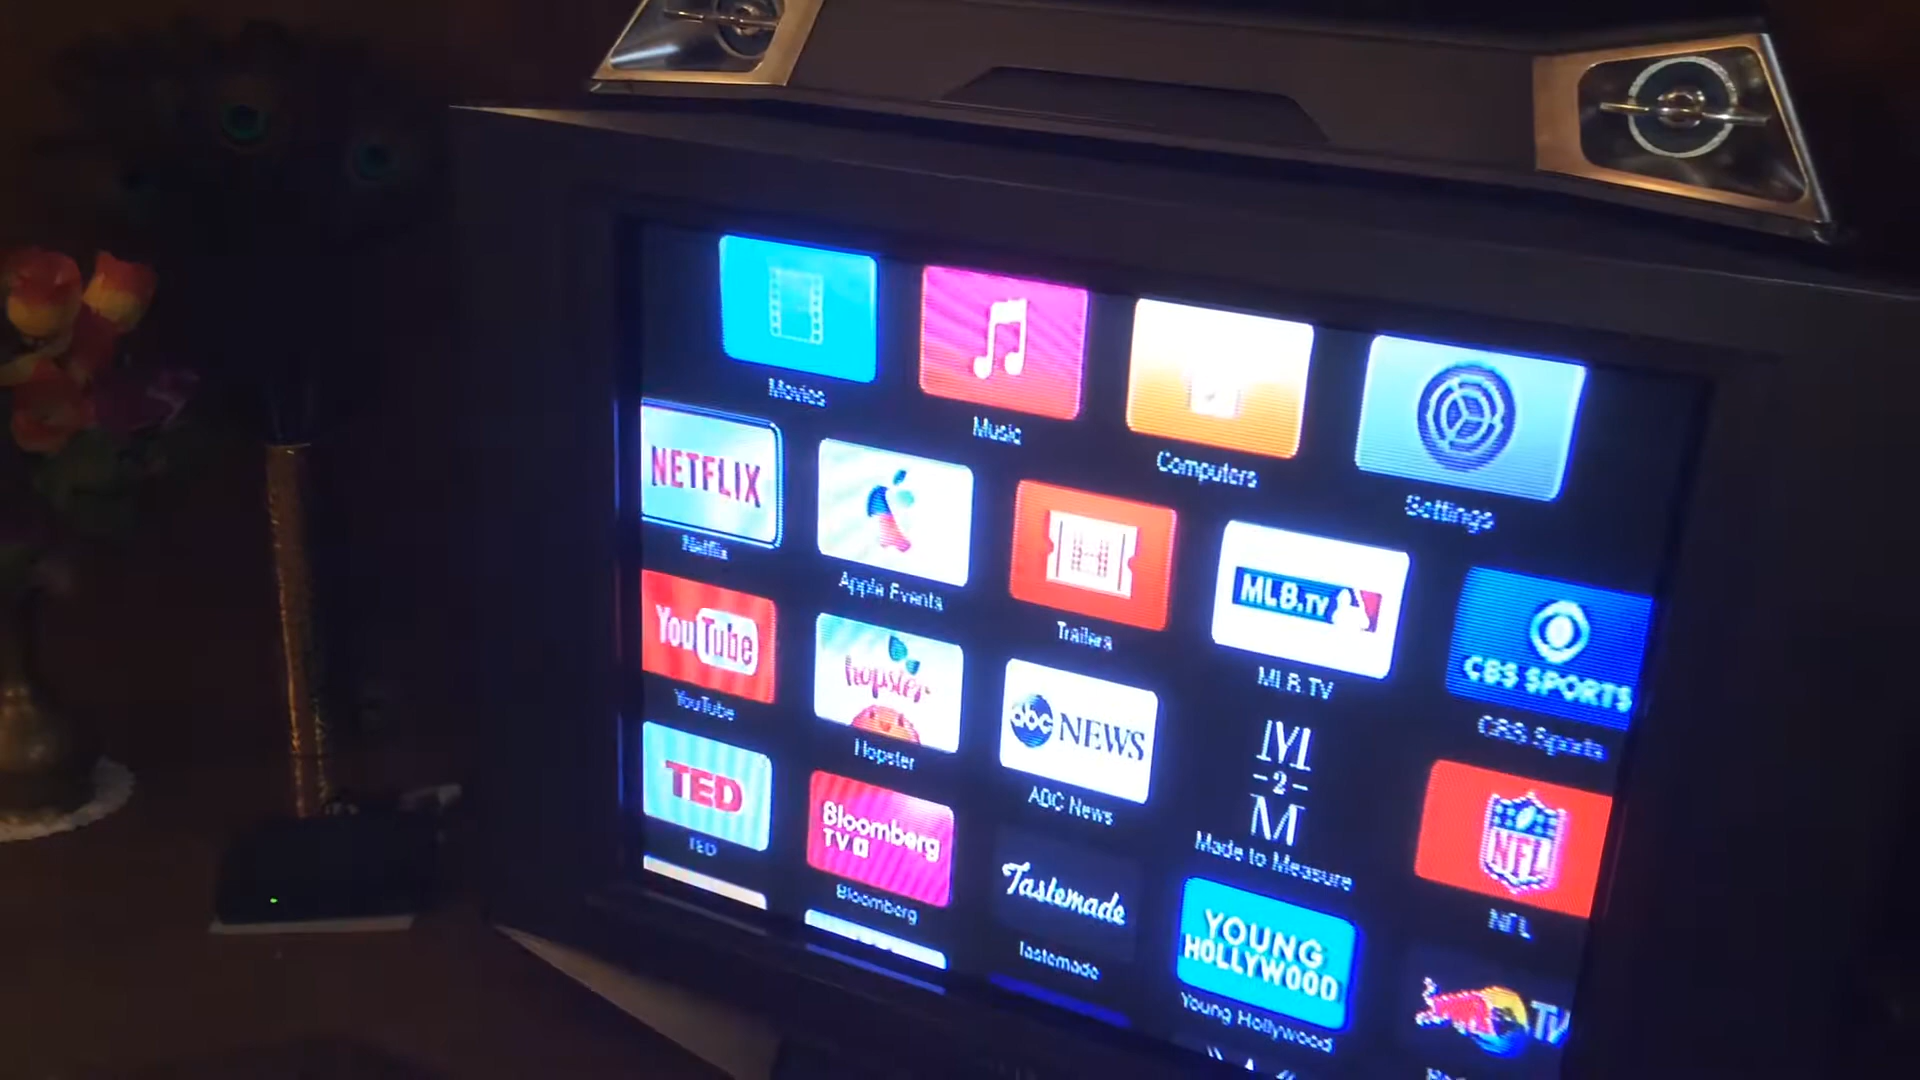 Movies
Music
Computers
Settings
NETFLIX
Netflix
Apple Events
Trailers
MLB.TV
MLB.TV
CBS SPORTS
CBS Sports
YouTube
YouTube
hopster
Hopster
abc NEWS
ABC News
M
-2-
M
Made to Measure
NFL
NFL
TED
TED
Bloomberg
TV
Bloomberg
Tastemade
Tastemade
YOUNG
HOLLYWOOD
Young Hollywood
TV